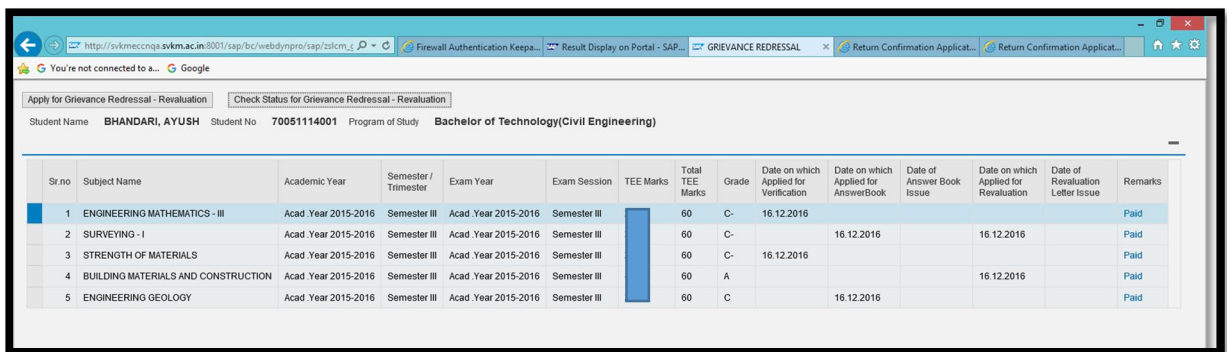 http://svkmeccnqa.svkm.ac.in:8001/sap/bc/webdynpro/sap/zslcm_g
Firewall Authentication Keepa...
Result Display on Portal - SAP...
GRIEVANCE REDRESSAL
Return Confirmation Applicat...
Return Confirmation Applicat...
You're not connected to a... Google
Apply for Grievance Redressal - Revaluation Check Status for Grievance Redressal - Revaluation
Student Name BHANDARI, AYUSH Student No 70051114001 Program of Study Bachelor of Technology(Civil Engineering)
Sr.no Subject Name Academic Year Semester / Trimester Exam Year Exam Session TEE Marks Total TEE Marks Grade Date on which Applied for Verification Date on which Applied for AnswerBook Date of Answer Book Issue Date on which Applied for Revaluation Date of Revaluation Letter Issue Remarks
1 ENGINEERING MATHEMATICS - III Acad .Year 2015-2016 Semester III Acad .Year 2015-2016 Semester III 60 C- 16.12.2016 Paid
2 SURVEYING - I Acad .Year 2015-2016 Semester III Acad .Year 2015-2016 Semester III 60 C- 16.12.2016 16.12.2016 Paid
3 STRENGTH OF MATERIALS Acad .Year 2015-2016 Semester III Acad .Year 2015-2016 Semester III 60 C- 16.12.2016 Paid
4 BUILDING MATERIALS AND CONSTRUCTION Acad .Year 2015-2016 Semester III Acad .Year 2015-2016 Semester III 60 A 16.12.2016 Paid
5 ENGINEERING GEOLOGY Acad .Year 2015-2016 Semester III Acad .Year 2015-2016 Semester III 60 C 16.12.2016 Paid